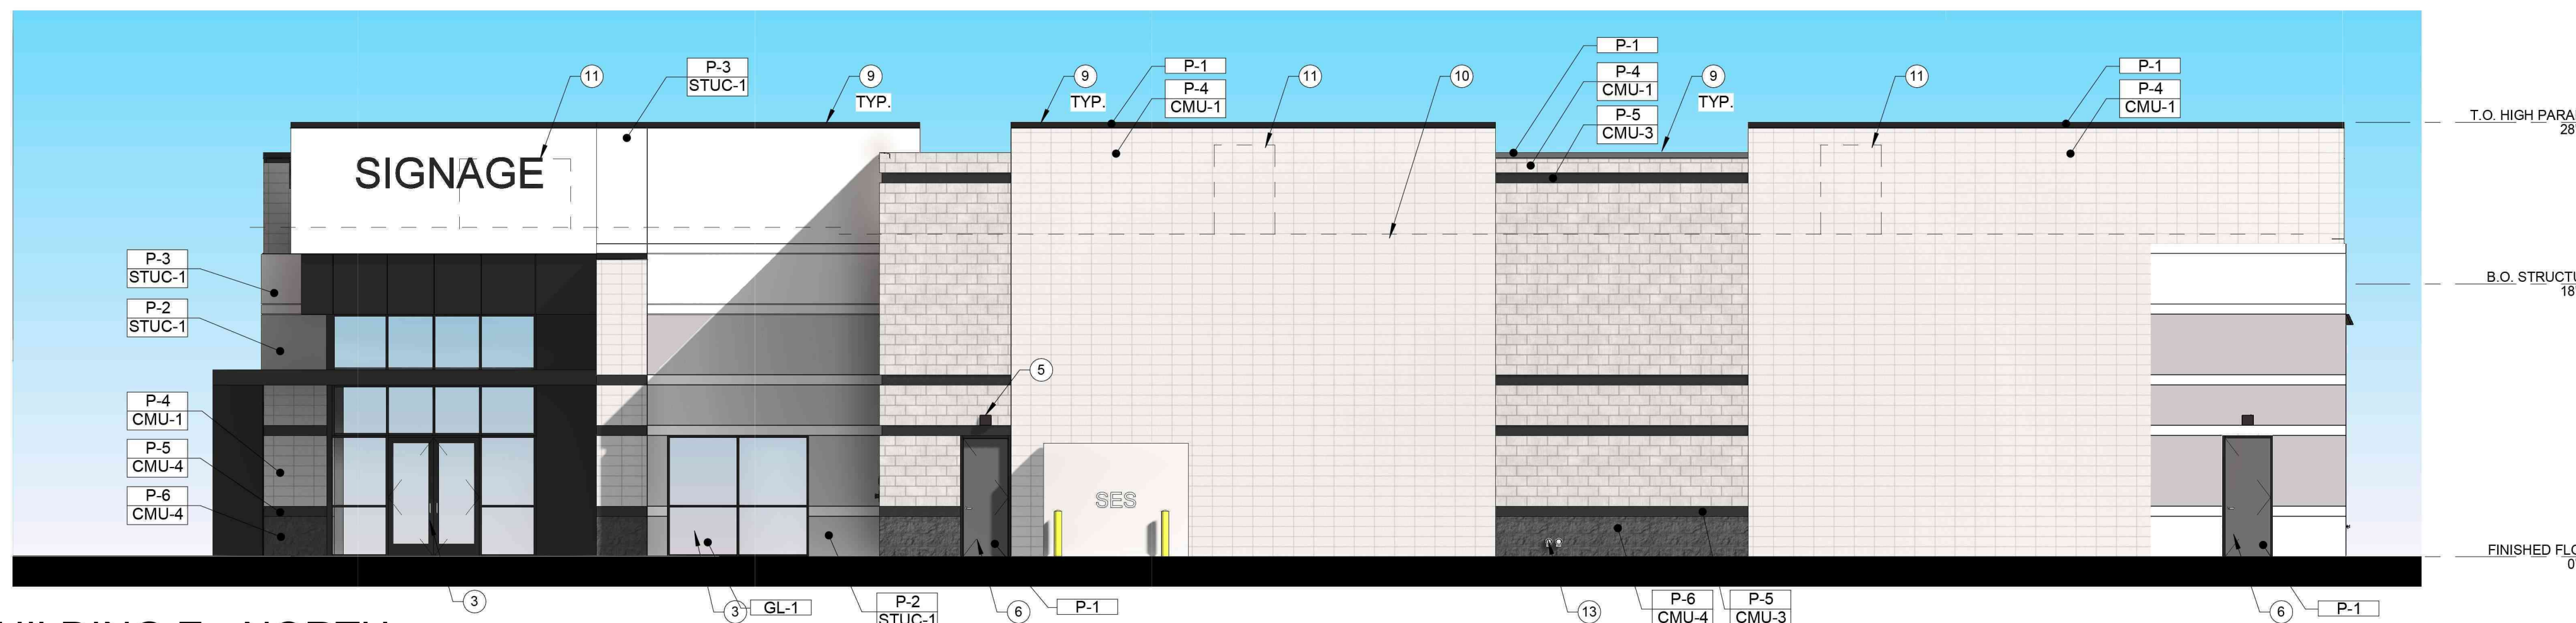 P-1
P-3
STUC-1
11
9
TYP.
9
TYP.
P-1
P-4
CMU-1
11
10
P-4
CMU-1
P-5
CMU-3
9
TYP.
11
P-1
P-4
CMU-1
T.O. HIGH
28'
SIGNAGE
P-3
STUC-1
P-2
STUC-1
B.O.
18'
5
P-4
CMU-1
P-5
CMU-4
P-6
CMU-4
SES
FINISHED
0'
3
3
GL-1
P-2
STUC-1
6
P-1
13
P-6
CMU-4
P-5
CMU-3
6
P-1
NORTH